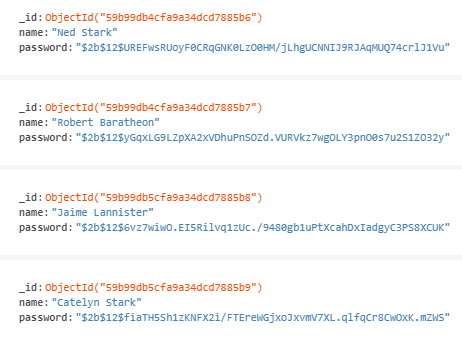 _id: ObjectId("59b99db4cfa9a34dcd7885b6")
name: "Ned Stark"
password: "$2b$12$UREFwsRUoyF0CRqGNK0LzO0HM/jLhgUCNNIJ9RJAqMUQ74crlJ1Vu"
_id: ObjectId("59b99db4cfa9a34dcd7885b7")
name: "Robert Baratheon"
password: "$2b$12$yGqxLG9LZpXA2xVDhuPnSOZd.VURVkz7wgOLY3pnO0s7u2S1ZO32y"
_id: ObjectId("59b99db5cfa9a34dcd7885b8")
name: "Jaime Lannister"
password: "$2b$12$6vz7wiwO.EI5Rilvq1zUc./9480gb1uPtXcahDxIadgyC3PS8XCUK"
_id: ObjectId("59b99db5cfa9a34dcd7885b9")
name: "Catelyn Stark"
password: "$2b$12$fiaTH5Sh1zKNFX2i/FTEreWGjxoJxvmV7XL.qlfqCr8CwOxK.mZWS"